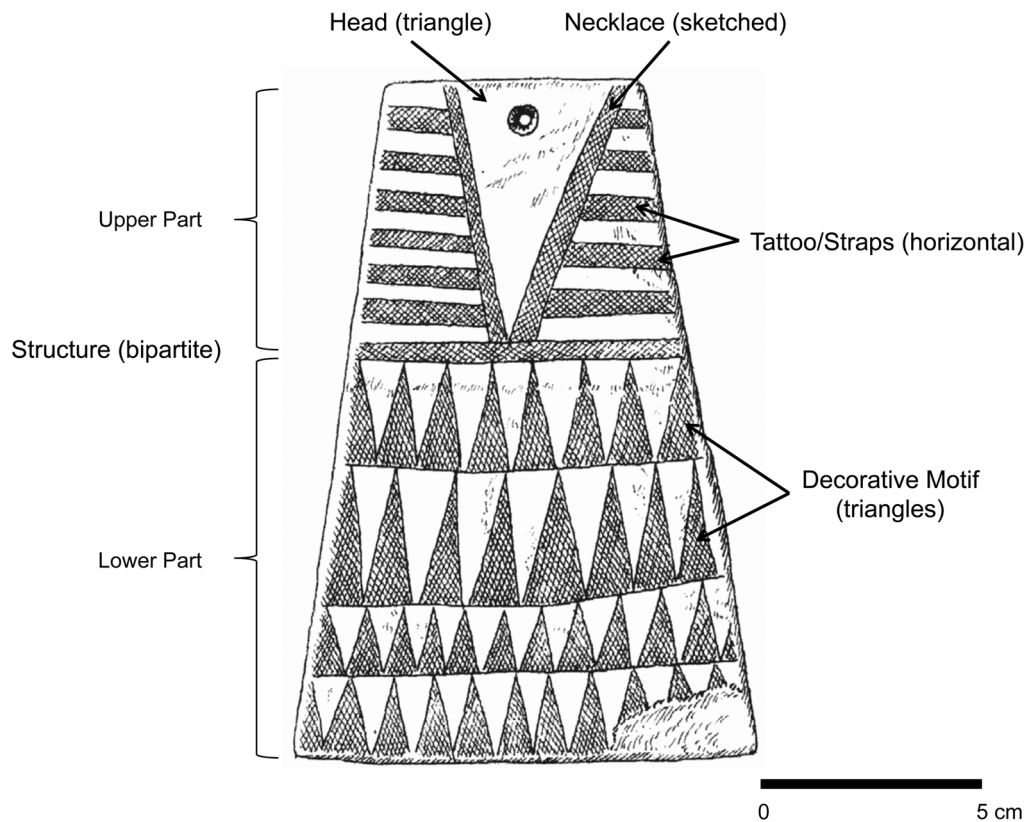 Head (triangle)
Necklace (sketched)
Upper Part
Tattoo/Straps (horizontal)
Structure (bipartite)
Decorative Motif
(triangles)
Lower Part
0
5 cm